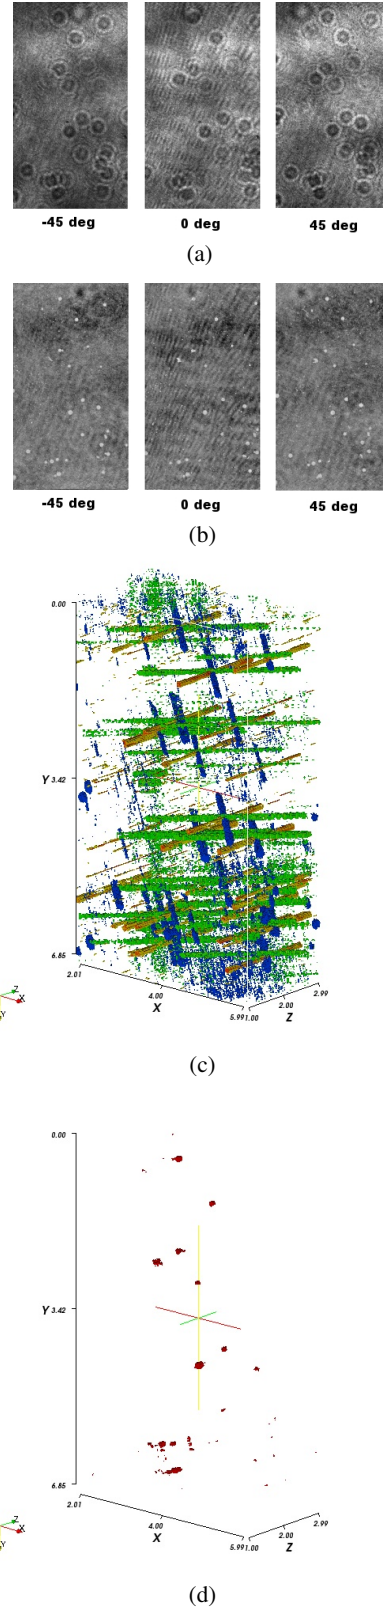 -45 deg 0 deg 45 deg
(a)
-45 deg 0 deg 45 deg
(b)
0.00
Y 3.42
6.85
2.01
4.00
X
5.99 1.00
2.00
Z
2.99
Z
X
Y
(c)
0.00
Y 3.42
6.85
2.01
4.00
X
5.99 1.00
2.00
Z
2.99
Z
X
Y
(d)